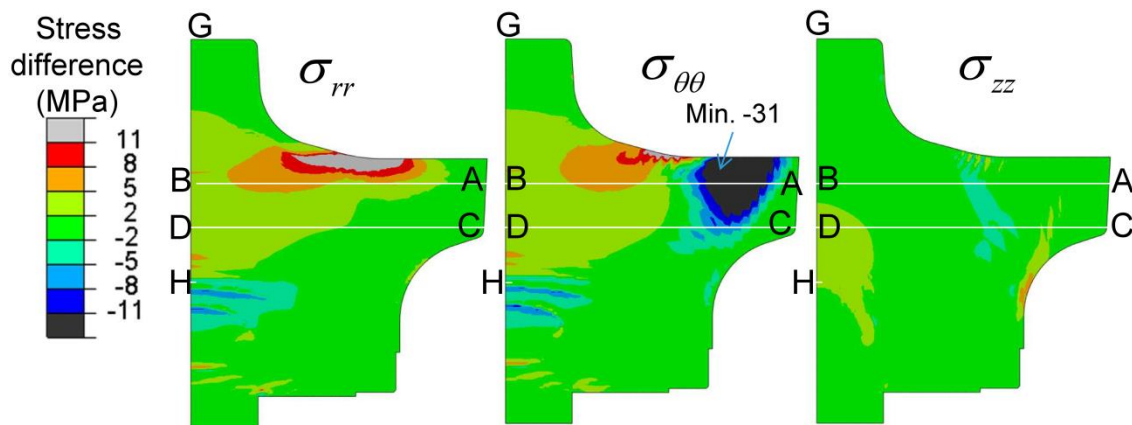 Stress
difference
(MPa)
11
8
5
2
-2
-5
-8
-11
G
σrr
B A
D C
H
G
σθθ
Min. -31
B A
D C
H
G
σzz
B A
D C
H